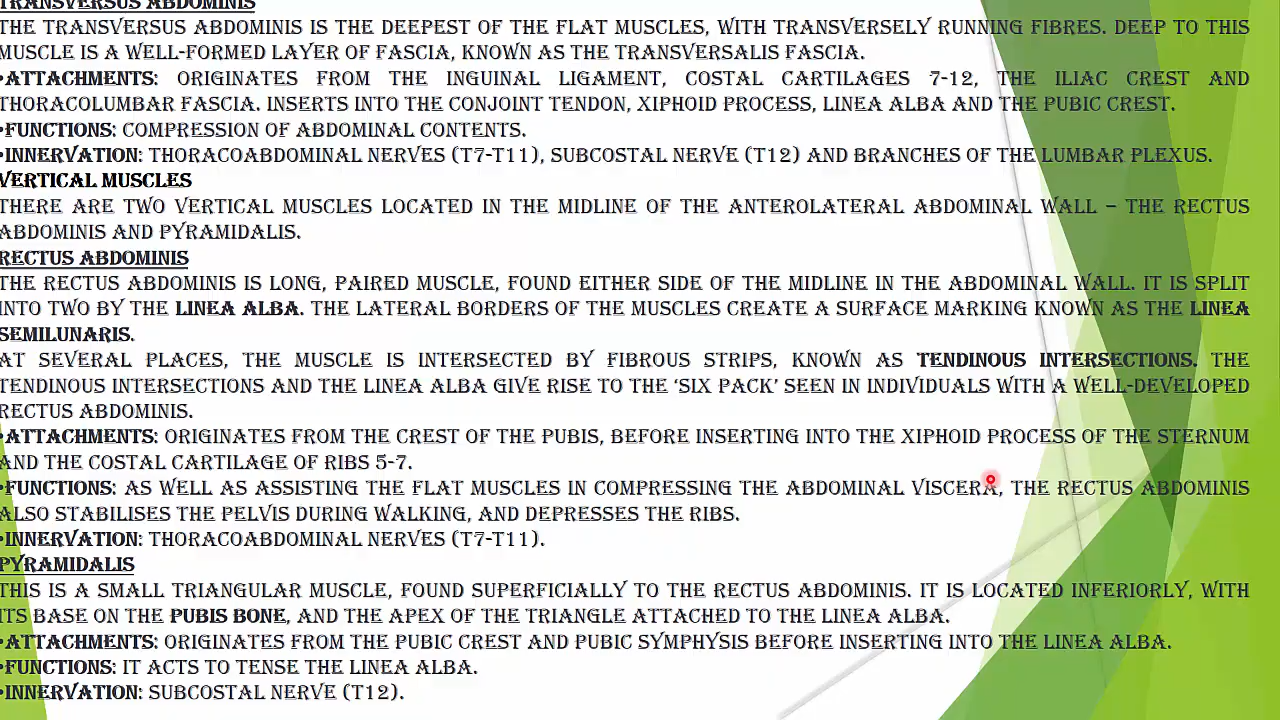 TRANSVERSUS ABDOMINIS
THE TRANSVERSUS ABDOMINIS IS THE DEEPEST OF THE FLAT MUSCLES, WITH TRANSVERSELY RUNNING FIBRES. DEEP TO THIS
MUSCLE IS A WELL-FORMED LAYER OF FASCIA, KNOWN AS THE TRANSVERSALIS FASCIA.
•ATTACHMENTS: ORIGINATES FROM THE INGUINAL LIGAMENT, COSTAL CARTILAGES 7-12, THE ILIAC CREST AND
THORACOLUMBAR FASCIA. INSERTS INTO THE CONJOINT TENDON, XIPHOID PROCESS, LINEA ALBA AND THE PUBIC CREST.
•FUNCTIONS: COMPRESSION OF ABDOMINAL CONTENTS.
•INNERVATION: THORACOABDOMINAL NERVES (T7-T11), SUBCOSTAL NERVE (T12) AND BRANCHES OF THE LUMBAR PLEXUS.
VERTICAL MUSCLES
THERE ARE TWO VERTICAL MUSCLES LOCATED IN THE MIDLINE OF THE ANTEROLATERAL ABDOMINAL WALL – THE RECTUS
ABDOMINIS AND PYRAMIDALIS.
RECTUS ABDOMINIS
THE RECTUS ABDOMINIS IS LONG, PAIRED MUSCLE, FOUND EITHER SIDE OF THE MIDLINE IN THE ABDOMINAL WALL. IT IS SPLIT
INTO TWO BY THE LINEA ALBA. THE LATERAL BORDERS OF THE MUSCLES CREATE A SURFACE MARKING KNOWN AS THE LINEA
SEMILUNARIS.
AT SEVERAL PLACES, THE MUSCLE IS INTERSECTED BY FIBROUS STRIPS, KNOWN AS TENDINOUS INTERSECTIONS. THE
TENDINOUS INTERSECTIONS AND THE LINEA ALBA GIVE RISE TO THE ‘SIX PACK’ SEEN IN INDIVIDUALS WITH A WELL-DEVELOPED
RECTUS ABDOMINIS.
•ATTACHMENTS: ORIGINATES FROM THE CREST OF THE PUBIS, BEFORE INSERTING INTO THE XIPHOID PROCESS OF THE STERNUM
AND THE COSTAL CARTILAGE OF RIBS 5-7.
•FUNCTIONS: AS WELL AS ASSISTING THE FLAT MUSCLES IN COMPRESSING THE ABDOMINAL VISCERA, THE RECTUS ABDOMINIS
ALSO STABILISES THE PELVIS DURING WALKING, AND DEPRESSES THE RIBS.
•INNERVATION: THORACOABDOMINAL NERVES (T7-T11).
PYRAMIDALIS
THIS IS A SMALL TRIANGULAR MUSCLE, FOUND SUPERFICIALLY TO THE RECTUS ABDOMINIS. IT IS LOCATED INFERIORLY, WITH
ITS BASE ON THE PUBIS BONE, AND THE APEX OF THE TRIANGLE ATTACHED TO THE LINEA ALBA.
•ATTACHMENTS: ORIGINATES FROM THE PUBIC CREST AND PUBIC SYMPHYSIS BEFORE INSERTING INTO THE LINEA ALBA.
•FUNCTIONS: IT ACTS TO TENSE THE LINEA ALBA.
•INNERVATION: SUBCOSTAL NERVE (T12).